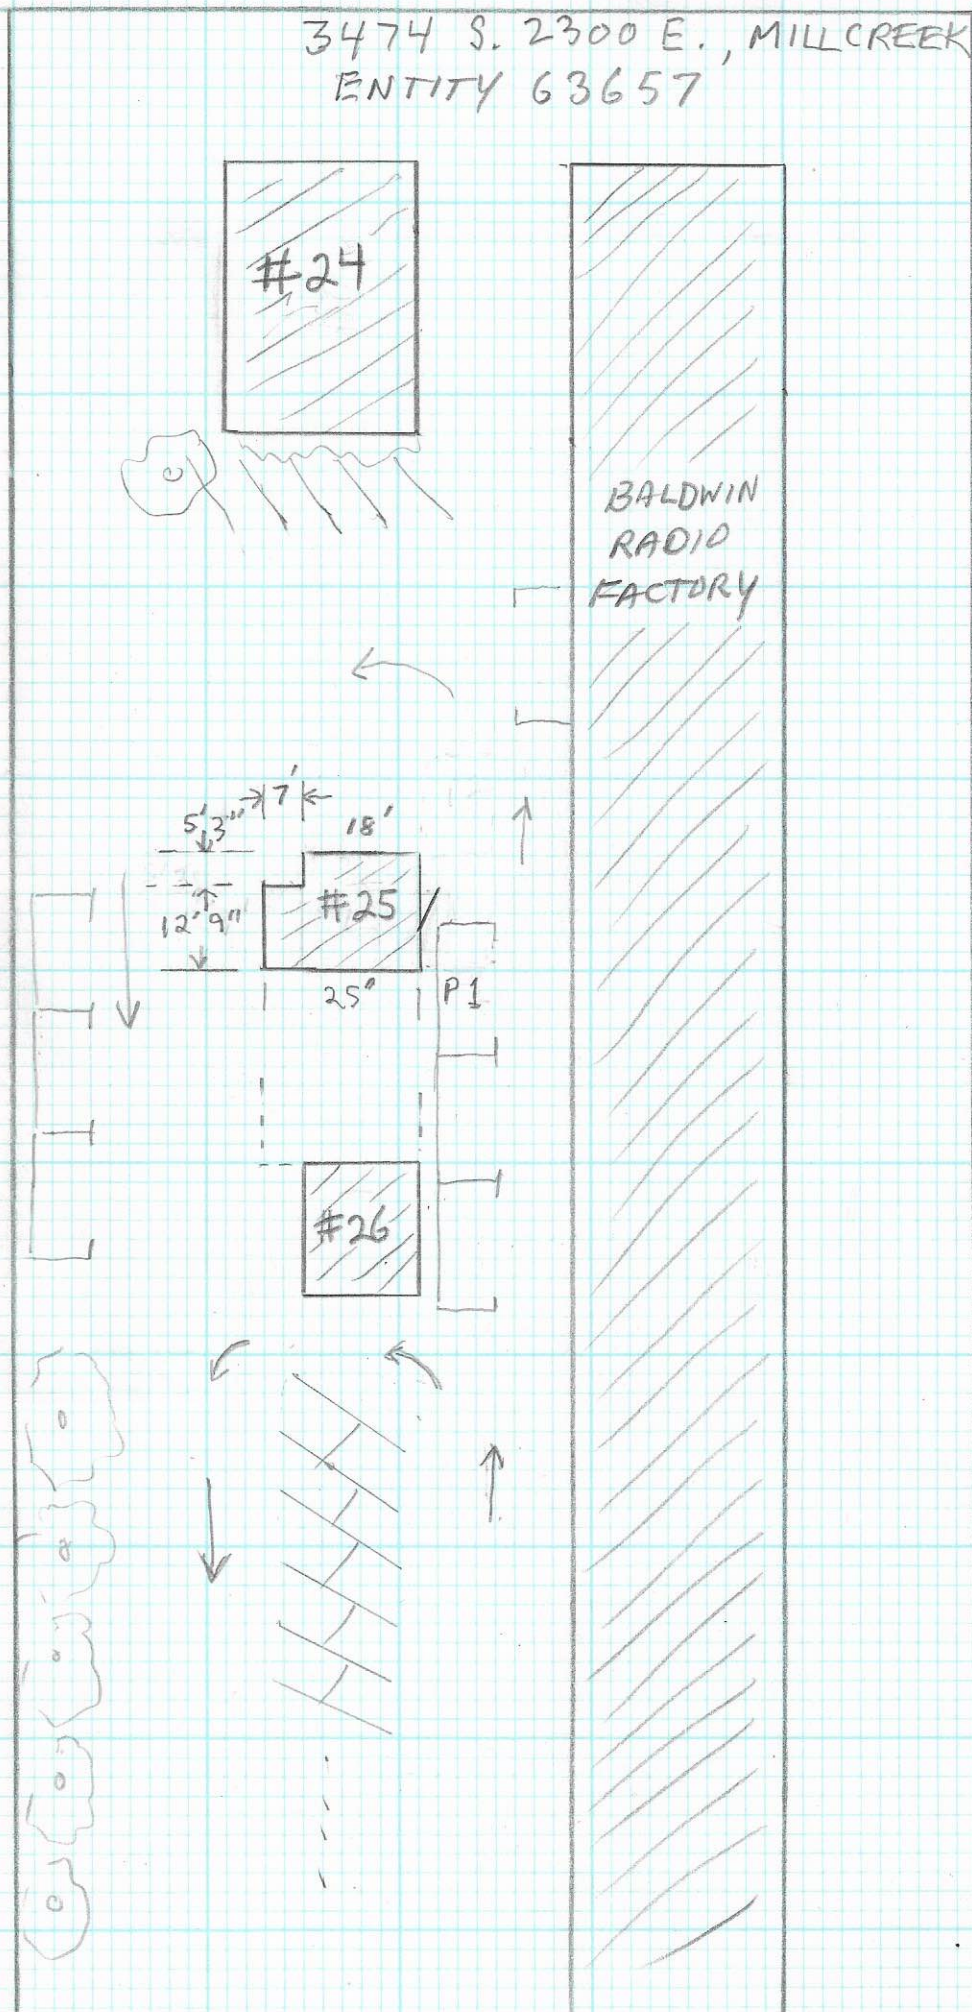 3474 S. 2300 E., MILLCREEK
ENTITY 63657
#24
BALDWIN
RADIO
FACTORY
7'
5'3"
18'
#25
12'9"
25"
P1
#26